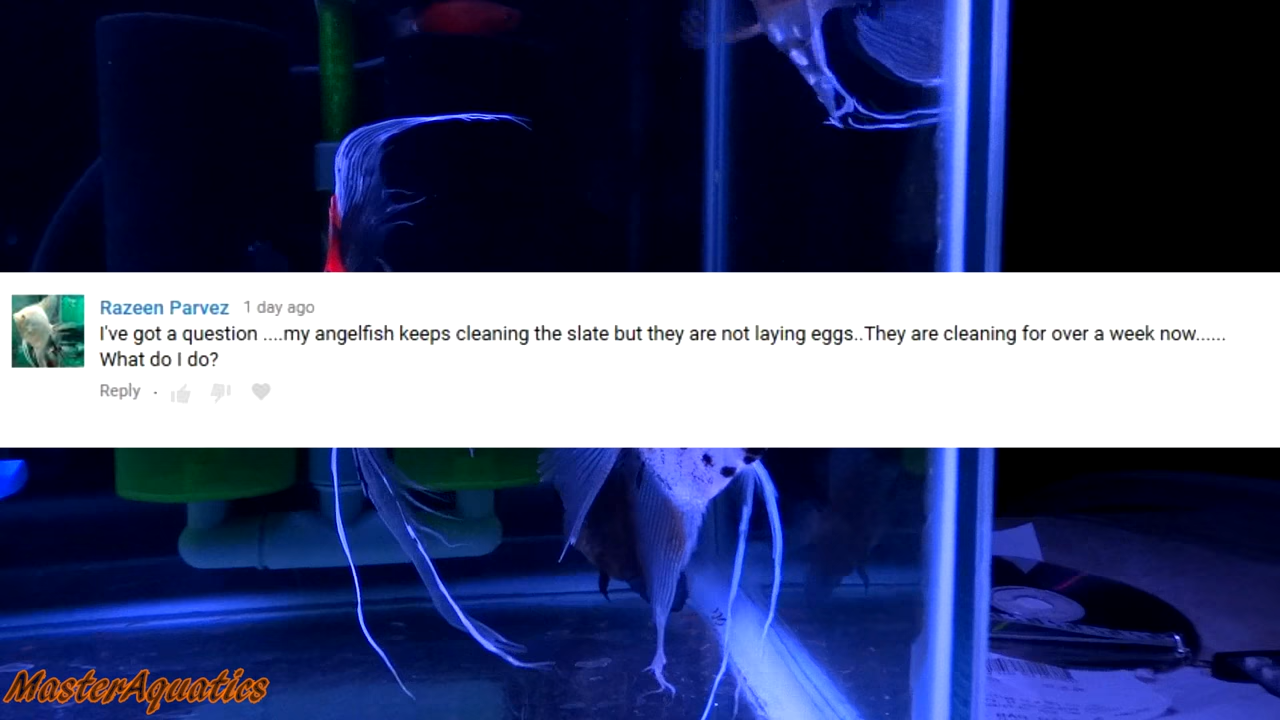 Razeen Parvez 1 day ago
I've got a question ....my angelfish keeps cleaning the slate but they are not laying eggs..They are cleaning for over a week now......
What do I do?
Reply
MasterAquatics